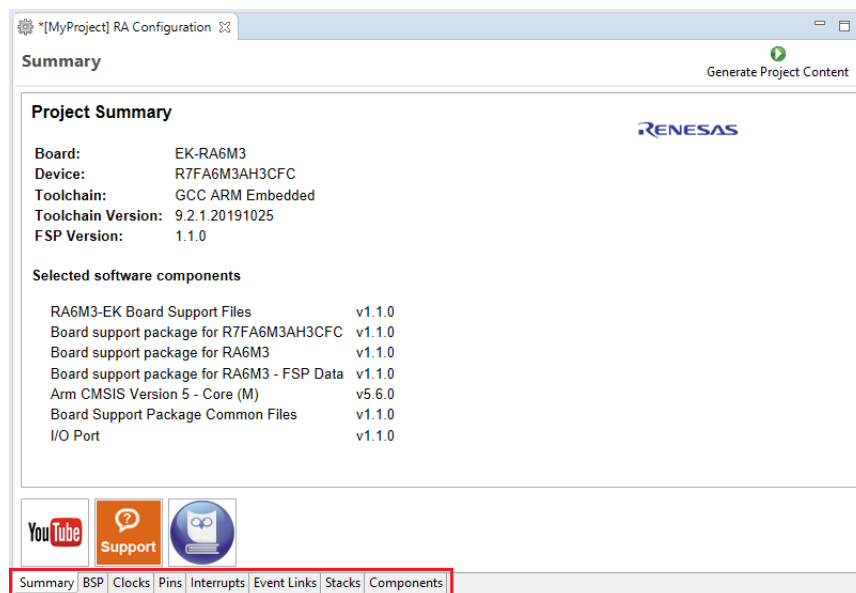 *[MyProject] RA Configuration
Summary
Generate Project Content
Project Summary
RENESAS
Board: EK-RA6M3
Device: R7FA6M3AH3CFC
Toolchain: GCC ARM Embedded
Toolchain Version: 9.2.1.20191025
FSP Version: 1.1.0
Selected software components
RA6M3-EK Board Support Files v1.1.0
Board support package for R7FA6M3AH3CFC v1.1.0
Board support package for RA6M3 v1.1.0
Board support package for RA6M3 - FSP Data v1.1.0
Arm CMSIS Version 5 - Core (M) v5.6.0
Board Support Package Common Files v1.1.0
I/O Port v1.1.0
YouTube
? Support
Summary BSP Clocks Pins Interrupts Event Links Stacks Components